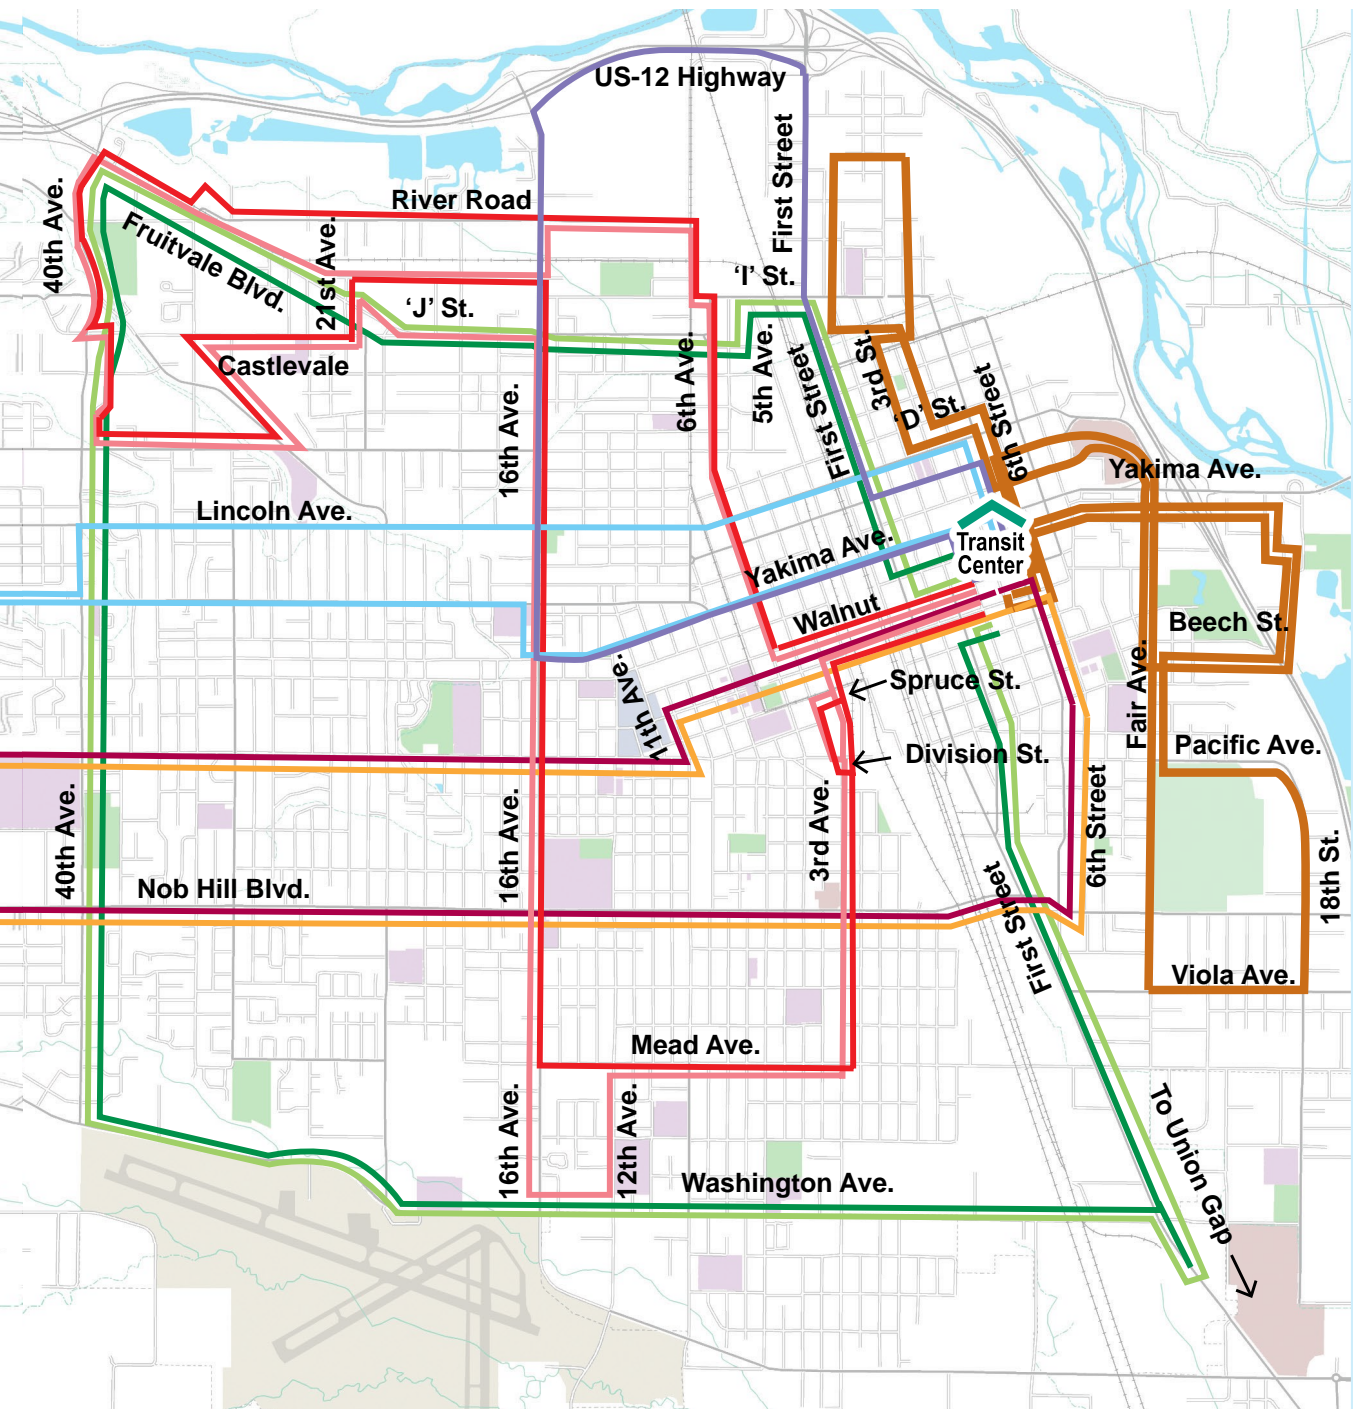 US-12 Highway
First Street
40th Ave.
River Road
Fruitvale Blvd.
21st Ave.
'I' St.
'J' St.
Castlevale
6th Ave.
5th Ave.
First Street
3rd St.
'D' St.
6th Street
16th Ave.
Yakima Ave.
Lincoln Ave.
Yakima Ave.
Transit
Center
Walnut
Beech St.
11th Ave.
Spruce St.
Fair Ave.
Division St.
Pacific Ave.
40th Ave.
16th Ave.
3rd Ave.
6th Street
18th St.
Nob Hill Blvd.
First Street
Viola Ave.
Mead Ave.
16th Ave.
12th Ave.
To Union Gap
Washington Ave.